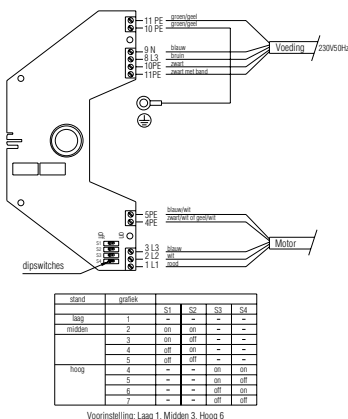 11 PE groen/geel
10 PE groen/geel
9 N blauw
8 L3 bruin
10PE zwart
11PE zwart met band
Voeding 230V50Hz
5PE blauw/wit
4PE zwart/wit of geel/wit
3 L3 blauw
2 L2 wit
1 L1 rood
Motor
S1
S2
S3
S4
dipswitches
stand grafiek
S1 S2 S3 S4
laag 1 - - - -
midden 2 on on - -
3 on off - -
4 off on - -
5 off off - -
hoog 4 - - on on
5 - - on off
6 - - off on
7 - - off off
Voorinstelling: Laag 1, Midden 3, Hoog 6